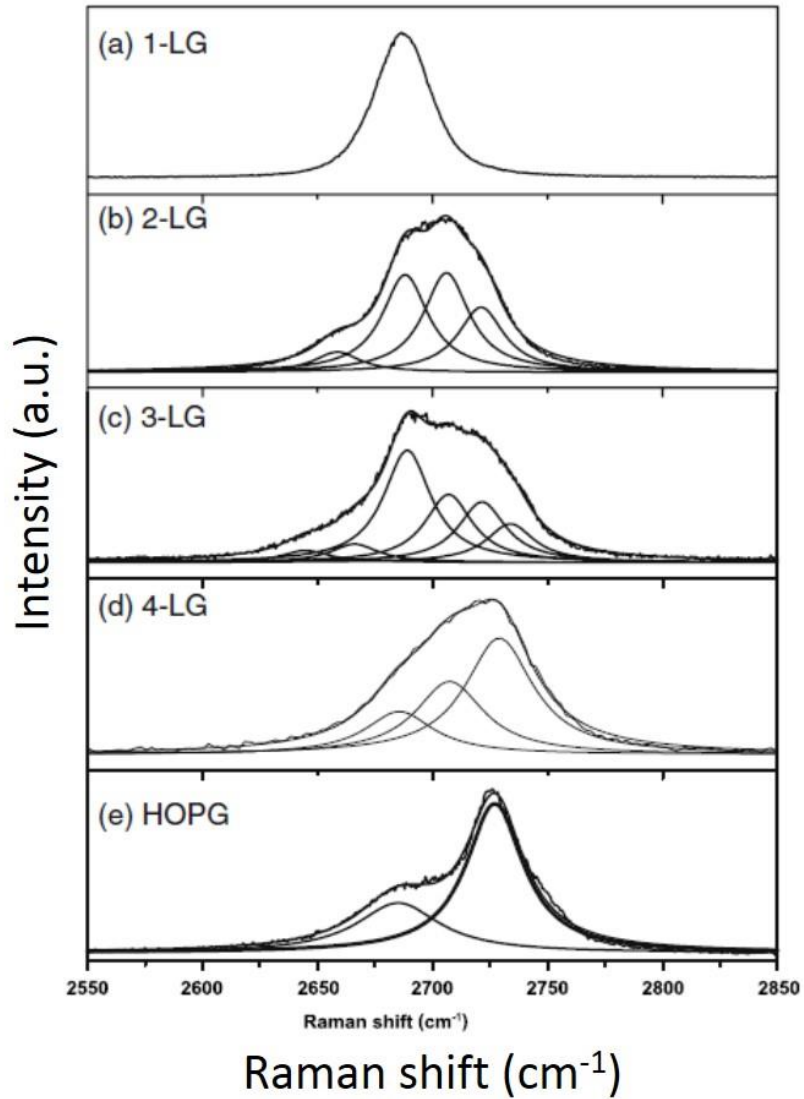 (a) 1-LG
(b) 2-LG
(c) 3-LG
(d) 4-LG
(e) HOPG
Intensity (a.u.)
2550 2600 2650 2700 2750 2800 2850
Raman shift (cm⁻¹)
Raman shift (cm⁻¹)